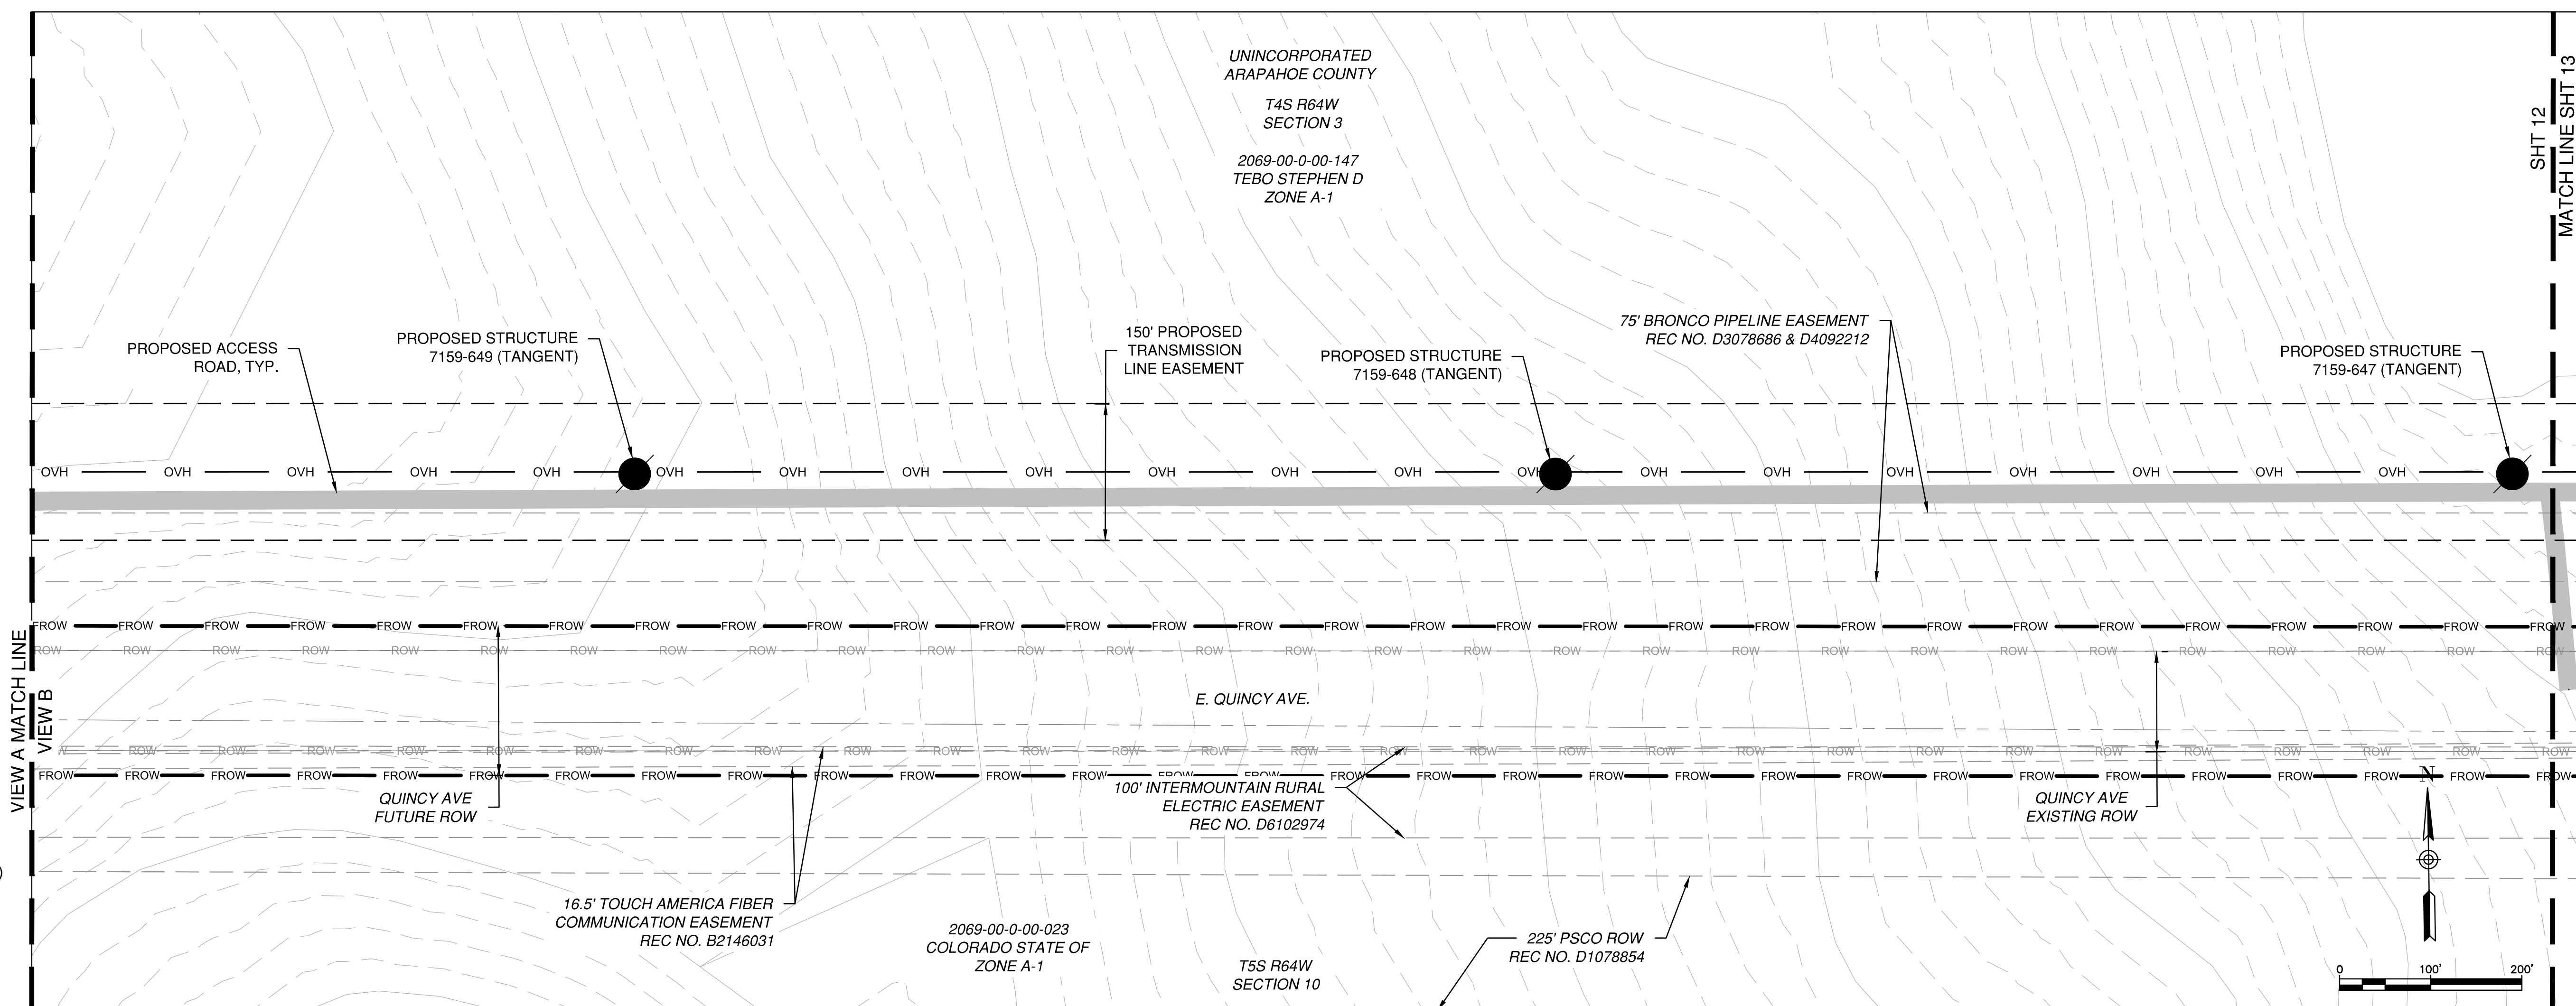 UNINCORPORATED
ARAPAHOE COUNTY
T4S R64W
SECTION 3
2069-00-0-00-147
TEBO STEPHEN D
ZONE A-1
SHT 12
MATCH LINE SHT 13
PROPOSED ACCESS
ROAD, TYP.
PROPOSED STRUCTURE
7159-649 (TANGENT)
150' PROPOSED
TRANSMISSION
LINE EASEMENT
PROPOSED STRUCTURE
7159-648 (TANGENT)
75' BRONCO PIPELINE EASEMENT
REC NO. D3078686 & D4092212
PROPOSED STRUCTURE
7159-647 (TANGENT)
OVH OVH OVH OVH OVH OVH OVH OVH OVH OVH OVH OVH OVH OVH OVH OVH OVH OVH OVH OVH
FROW FROW FROW FROW FROW FROW FROW FROW FROW FROW FROW FROW FROW FROW FROW FROW FROW FROW FROW FROW FROW FROW FROW FROW FROW FROW FROW FROW FROW FROW
ROW ROW ROW ROW ROW ROW ROW ROW ROW ROW ROW ROW ROW ROW ROW ROW ROW ROW ROW ROW ROW ROW ROW ROW ROW ROW ROW ROW ROW
VIEW A MATCH LINE
VIEW B
E. QUINCY AVE.
ROW ROW ROW ROW ROW ROW ROW ROW ROW ROW ROW ROW ROW ROW ROW ROW ROW ROW ROW ROW ROW ROW ROW ROW ROW ROW ROW ROW
FROW FROW FROW FROW FROW FROW FROW FROW FROW FROW FROW FROW FROW FROW FROW FROW FROW FROW FROW FROW FROW FROW FROW FROW FROW FROW FROW FROW FROW FROW
N
QUINCY AVE
FUTURE ROW
100' INTERMOUNTAIN RURAL
ELECTRIC EASEMENT
REC NO. D6102974
QUINCY AVE
EXISTING ROW
16.5' TOUCH AMERICA FIBER
COMMUNICATION EASEMENT
REC NO. B2146031
2069-00-0-00-023
COLORADO STATE OF
ZONE A-1
T5S R64W
SECTION 10
225' PSCO ROW
REC NO. D1078854
0 100' 200'